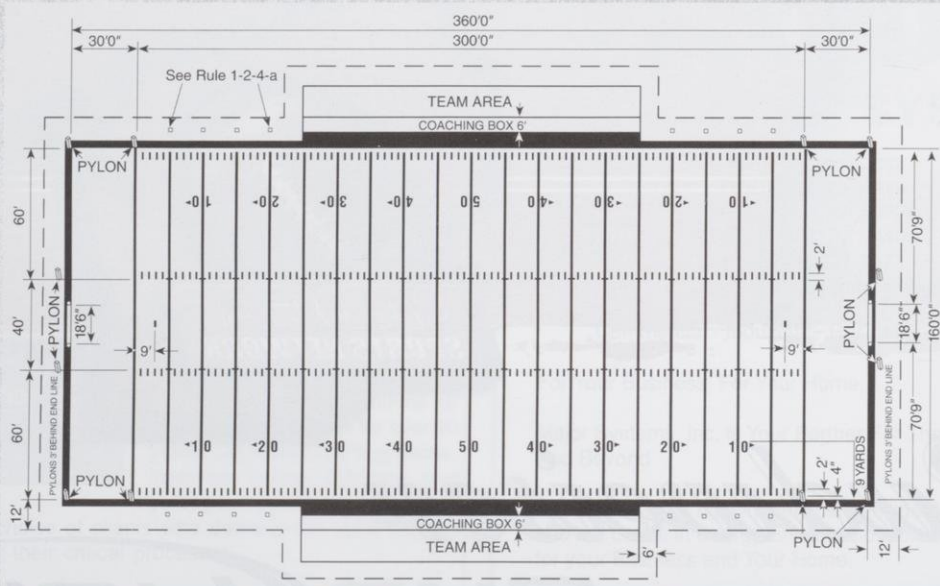 360'0"
30'0" 300'0" 30'0"
See Rule 1-2-4-a
TEAM AREA
COACHING BOX 6'
PYLON PYLON
60'
10 20 30 40 50 40 30 20 10
70'9"
2'
40'
PYLON
18'6"
9' 9'
PYLON
18'6"
160'0"
60'
PYLONS 3' BEHIND END LINE
PYLONS 3' BEHIND END LINE
70'9"
10 20 30 40 50 40 30 20 10
9 YARDS
PYLON
2'
4"
12'
COACHING BOX 6'
TEAM AREA
6'
PYLON
12'